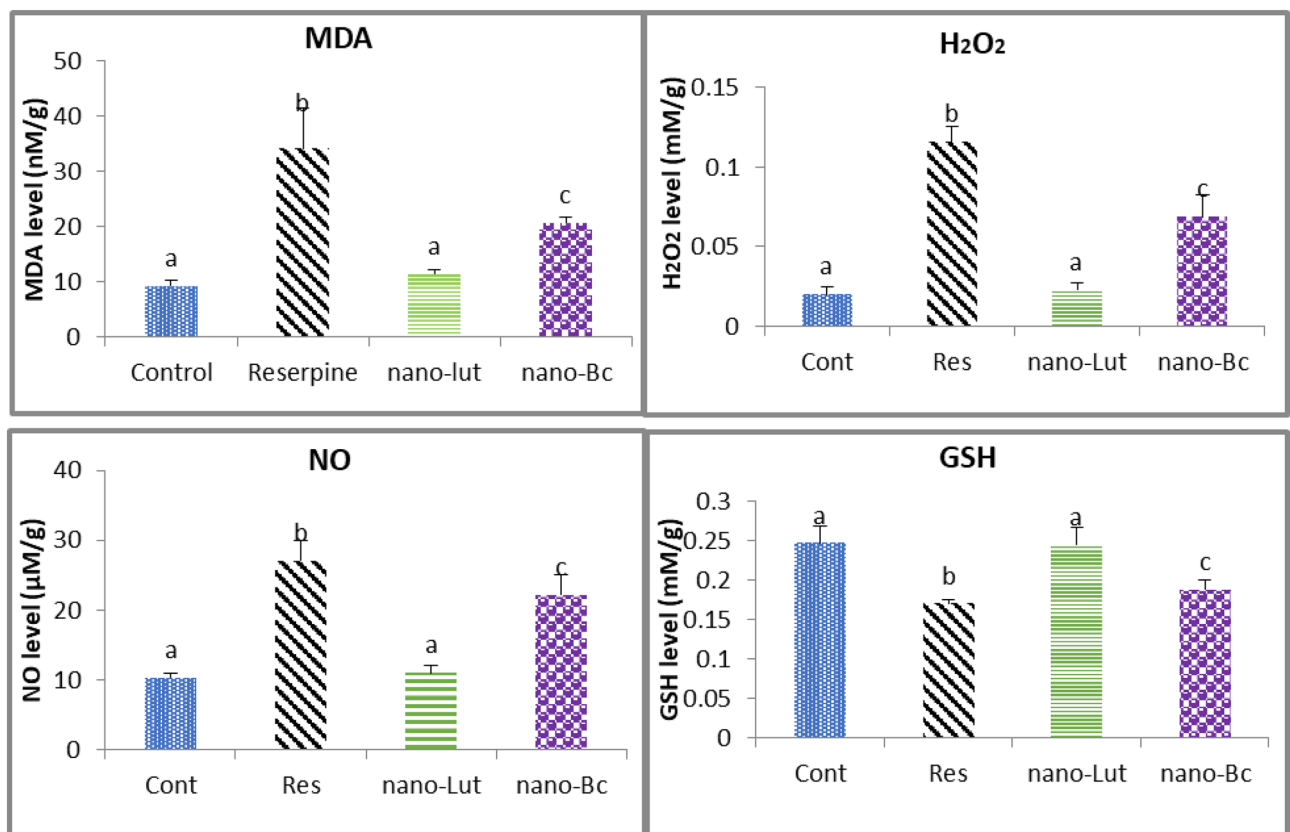 MDA
MDA level (nM/g)
50
40
30
20
10
0
a
b
a
c
Control Reserpine nano-lut nano-Bc
H₂O₂
H₂O₂ level (mM/g)
0.15
0.1
0.05
0
a
b
a
c
Cont Res nano-Lut nano-Bc
NO
NO level (µM/g)
40
30
20
10
0
a
b
a
c
Cont Res nano-Lut nano-Bc
GSH
GSH level (mM/g)
0.3
0.25
0.2
0.15
0.1
0.05
0
a
b
a
c
Cont Res nano-Lut nano-Bc